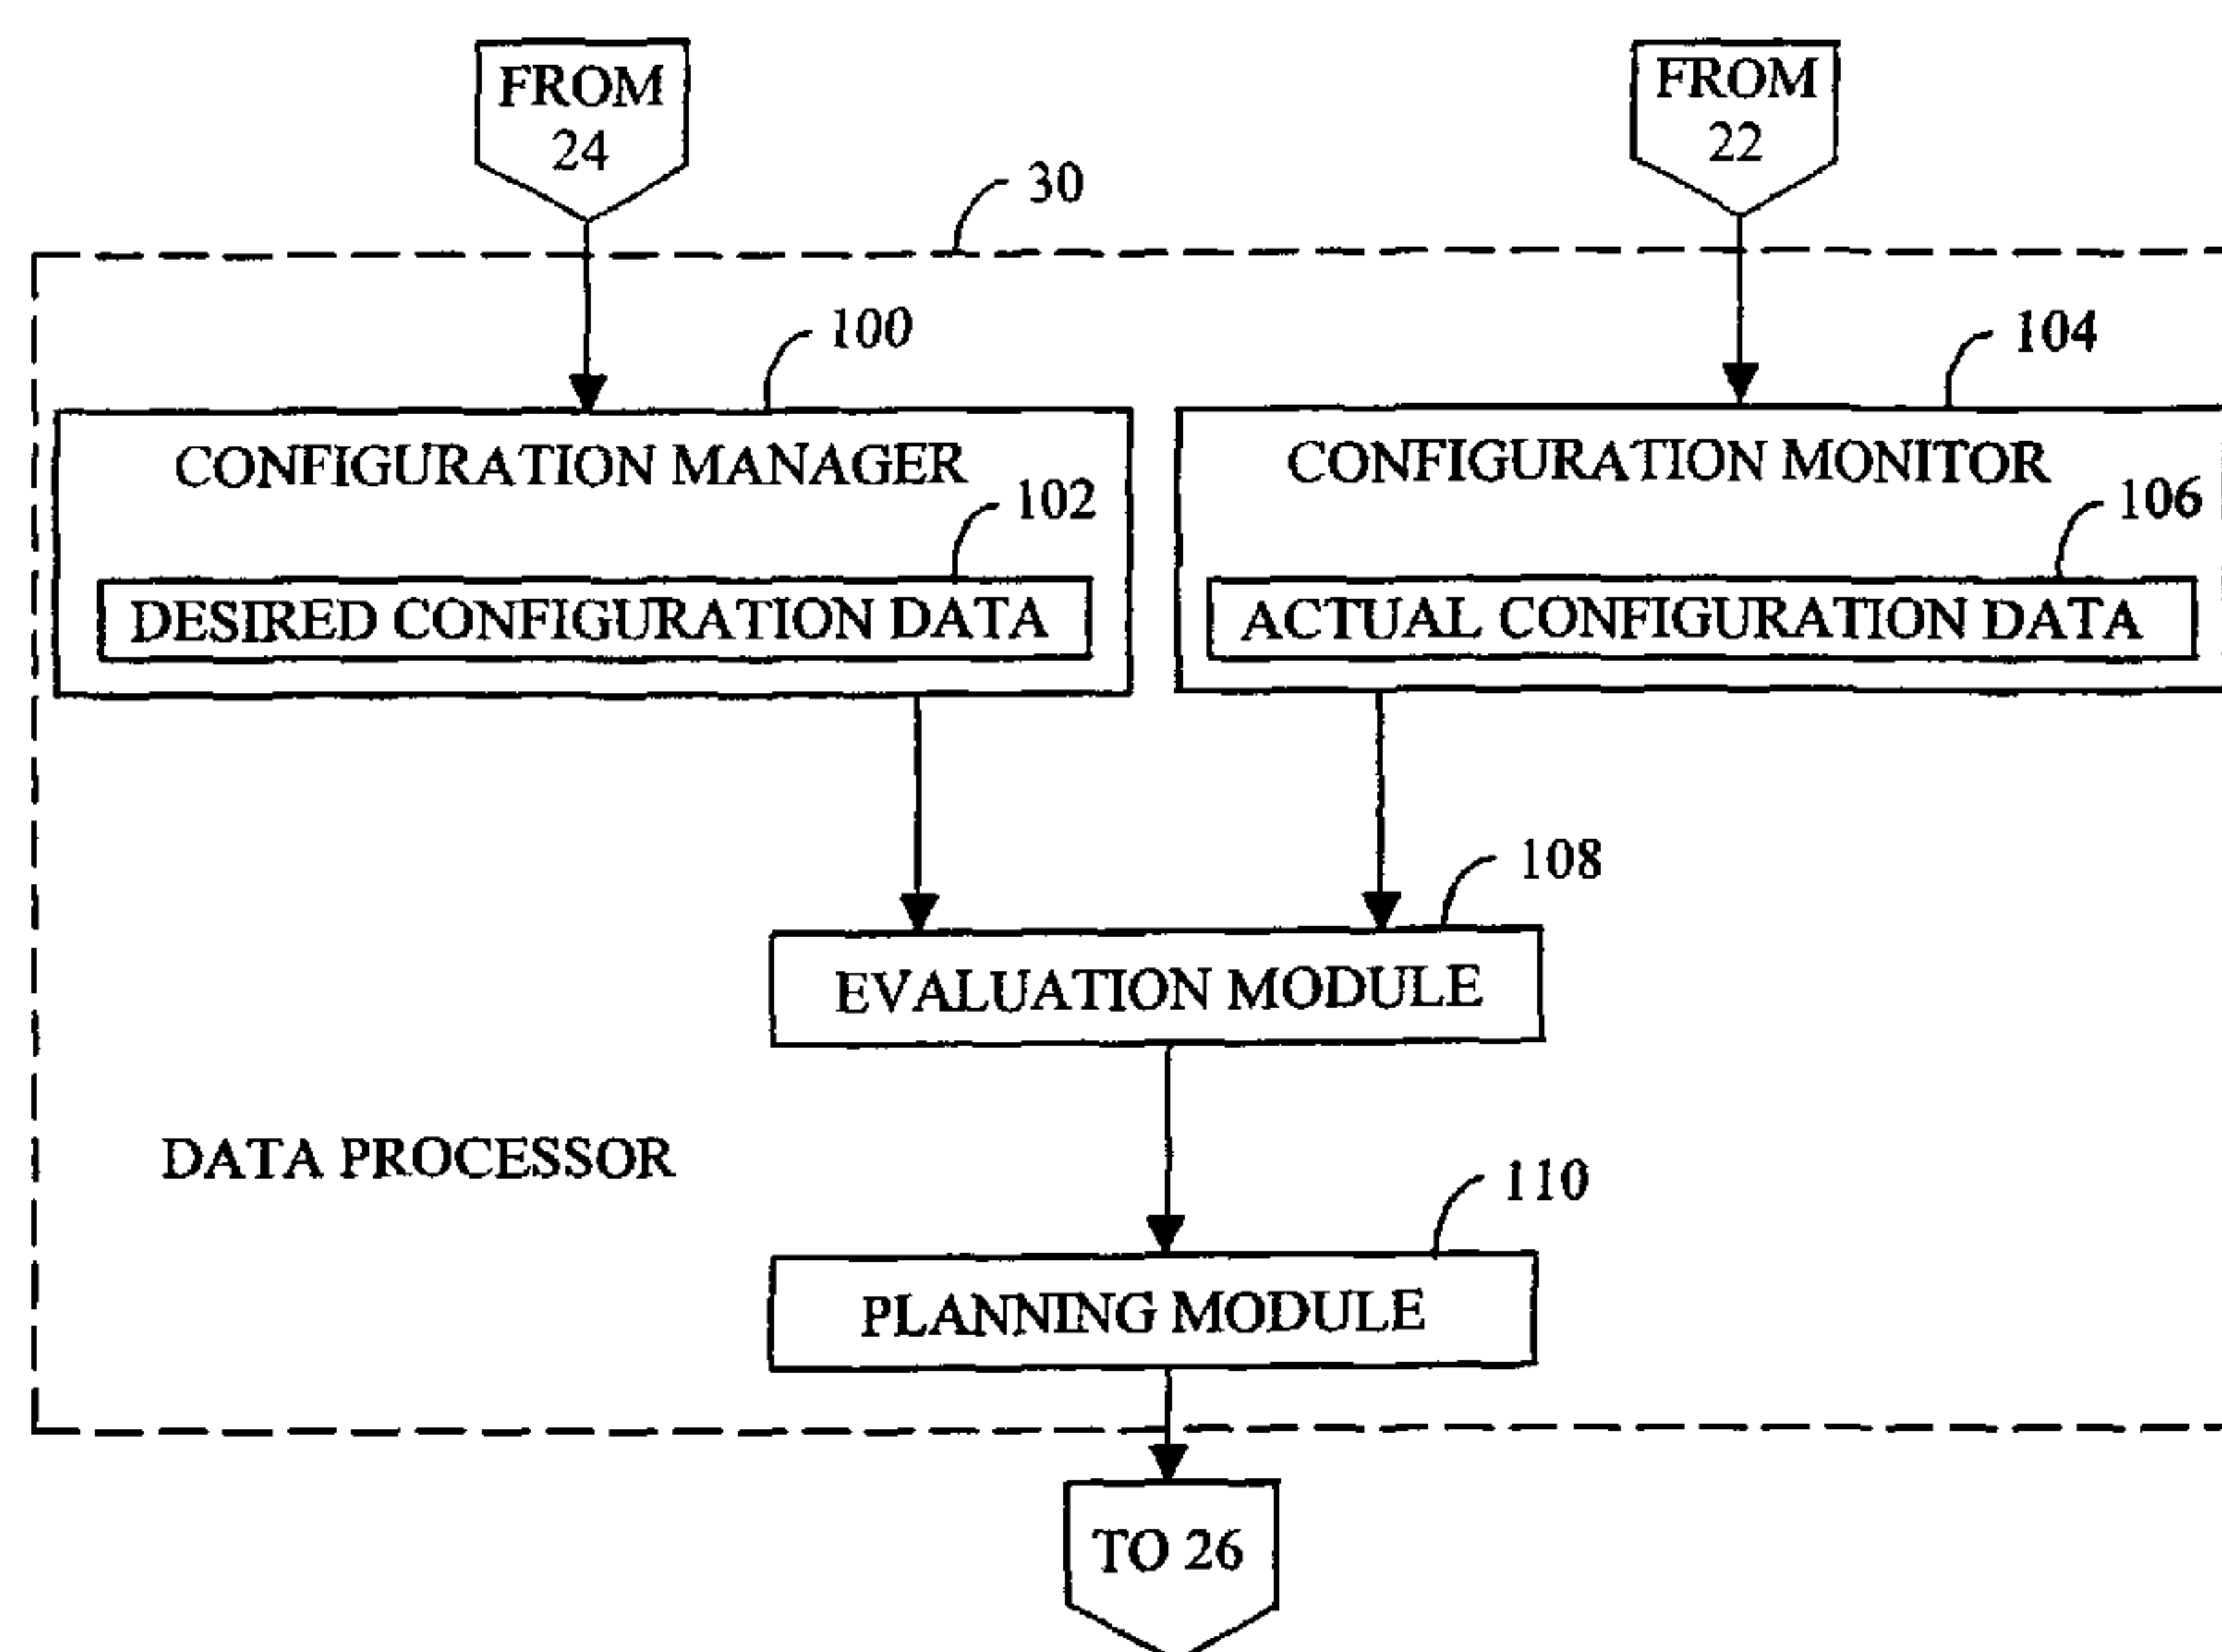 FROM
24
FROM
22
30
100
104
CONFIGURATION MANAGER
CONFIGURATION MONITOR
102
106
DESIRED CONFIGURATION DATA
ACTUAL CONFIGURATION DATA
108
EVALUATION MODULE
DATA PROCESSOR
110
PLANNING MODULE
TO 26